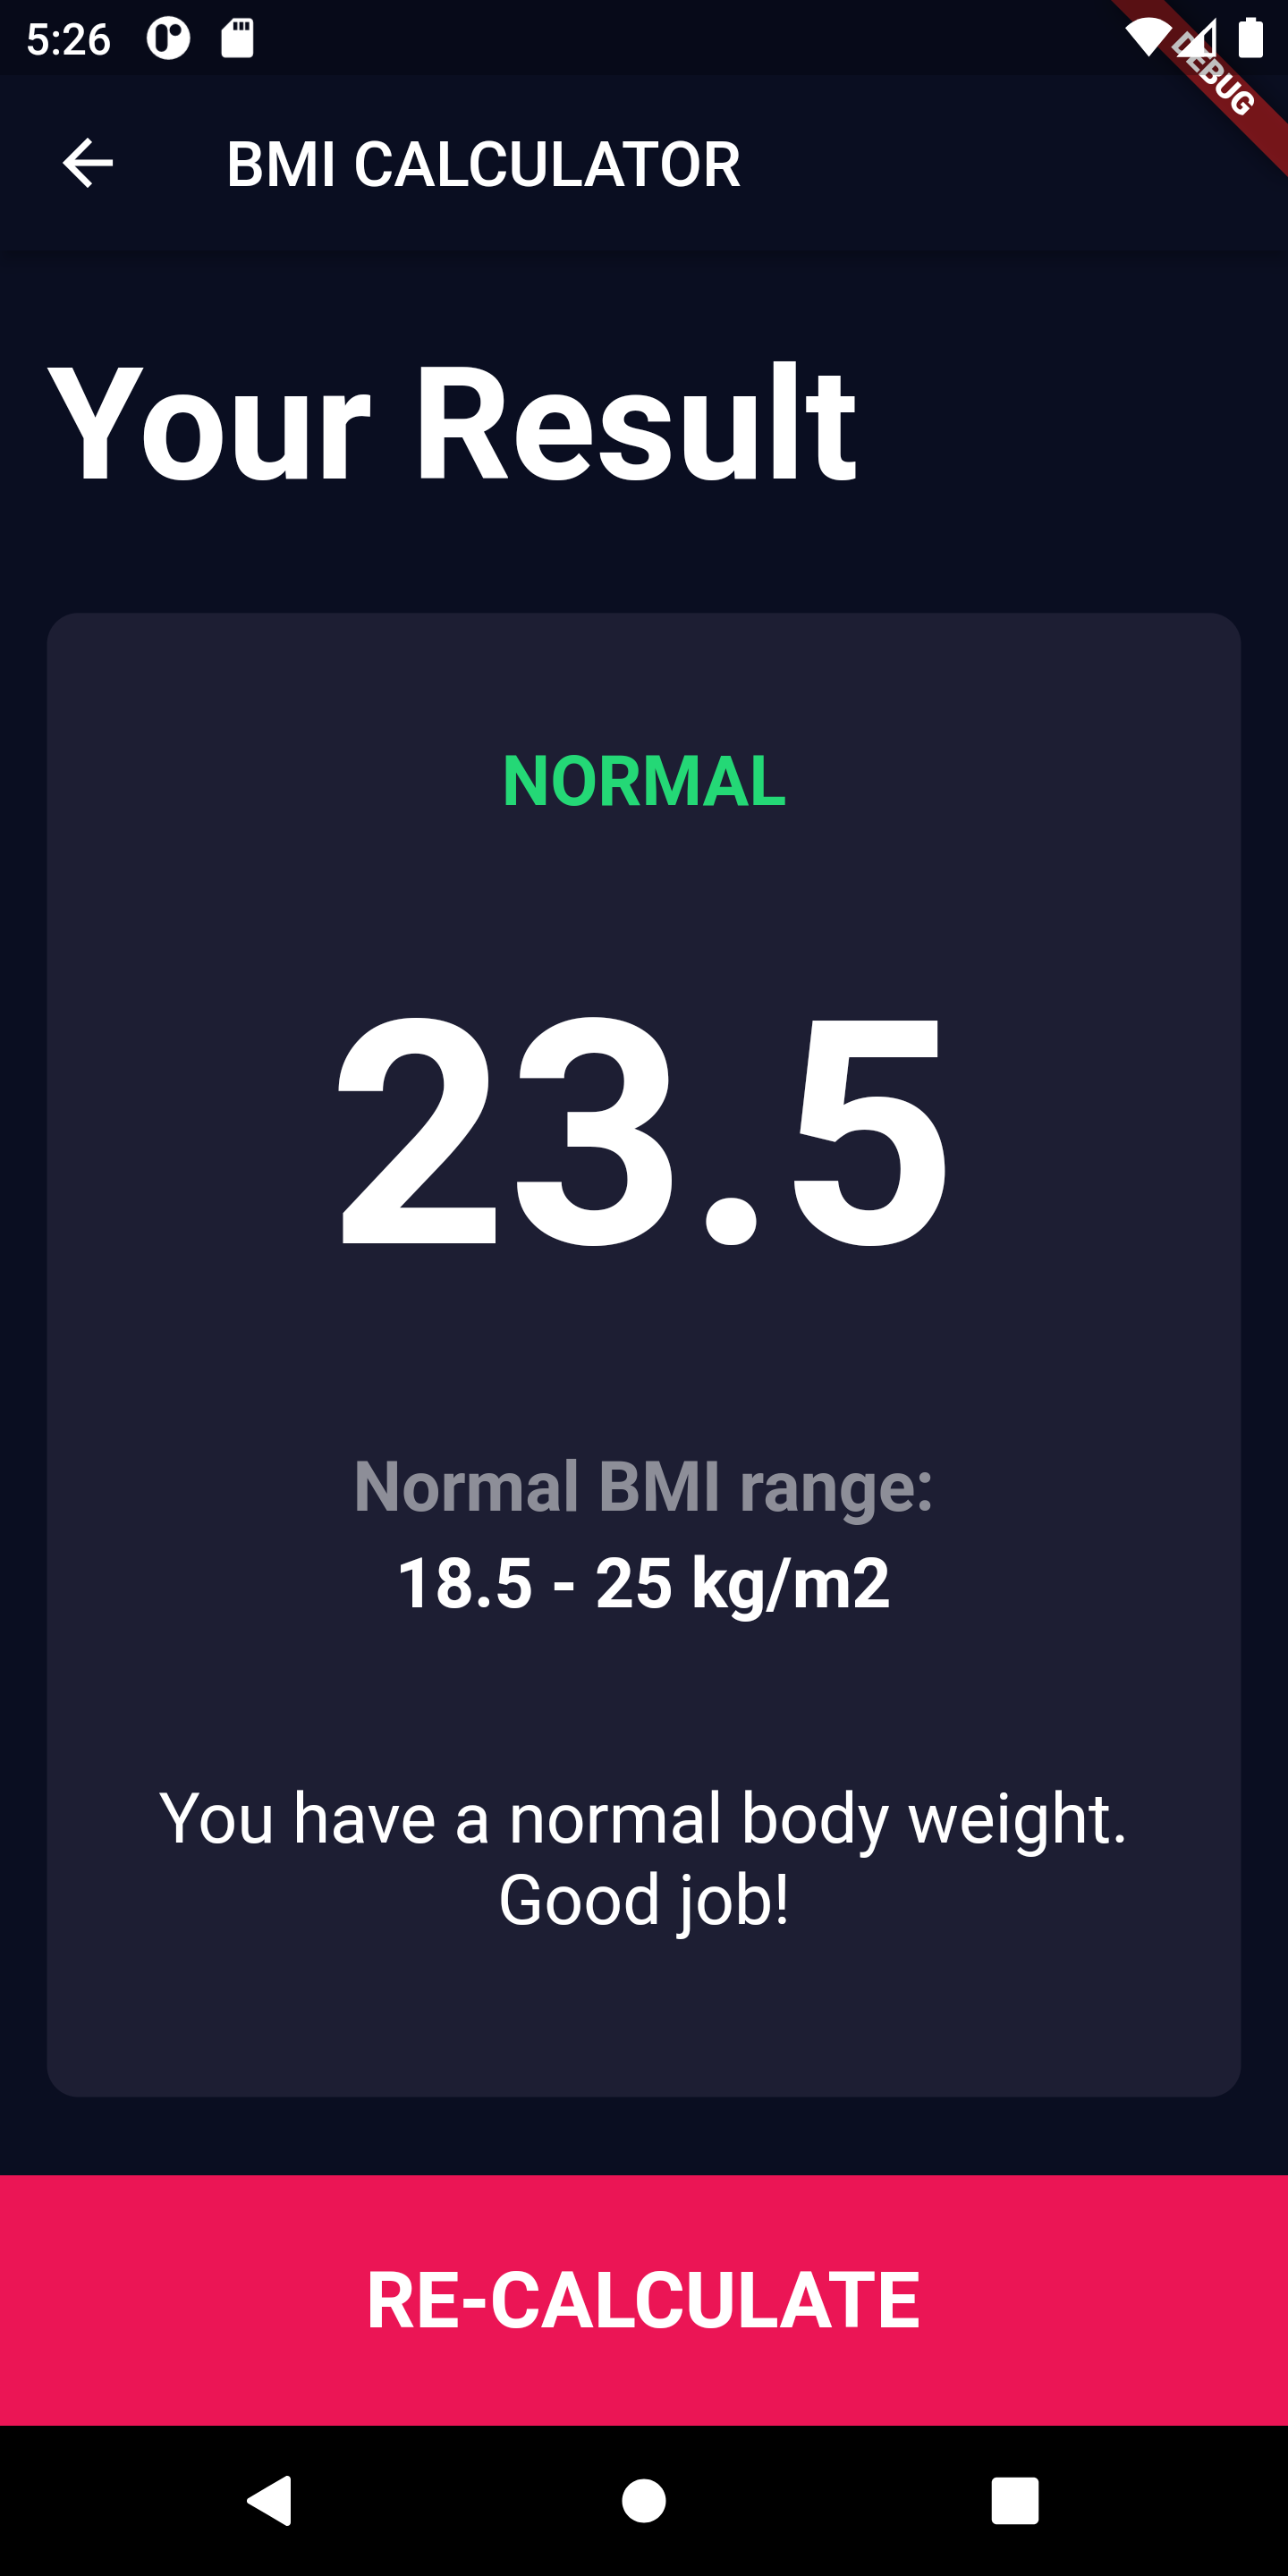 5:26
DEBUG
BMI CALCULATOR
Your Result
NORMAL
23.5
Normal BMI range:
18.5 - 25 kg/m2
You have a normal body weight.
Good job!
RE-CALCULATE